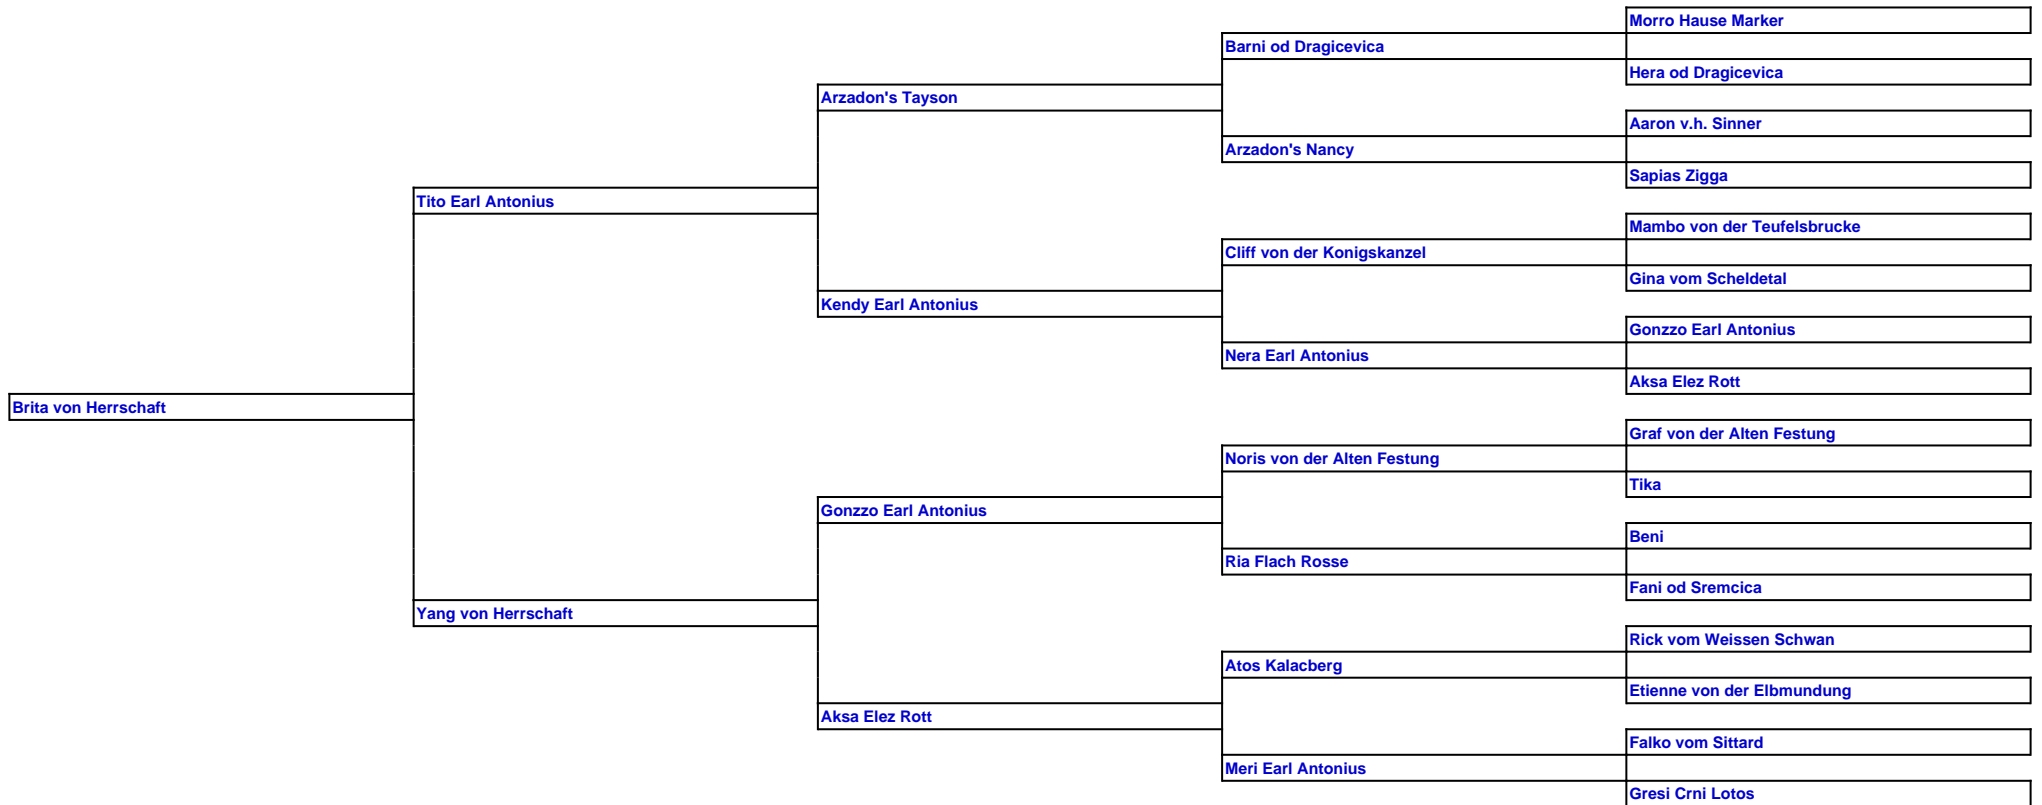 Morro Hause Marker
Barni od Dragicevica
Hera od Dragicevica
Arzadon's Tayson
Aaron v.h. Sinner
Arzadon's Nancy
Sapias Zigga
Tito Earl Antonius
Mambo von der Teufelsbrucke
Cliff von der Konigskanzel
Gina vom Scheldetal
Kendy Earl Antonius
Gonzzo Earl Antonius
Nera Earl Antonius
Aksa Elez Rott
Brita von Herrschaft
Graf von der Alten Festung
Noris von der Alten Festung
Tika
Gonzzo Earl Antonius
Beni
Ria Flach Rosse
Fani od Sremcica
Yang von Herrschaft
Rick vom Weissen Schwan
Atos Kalacberg
Etienne von der Elbmundung
Aksa Elez Rott
Falko vom Sittard
Meri Earl Antonius
Gresi Crni Lotos